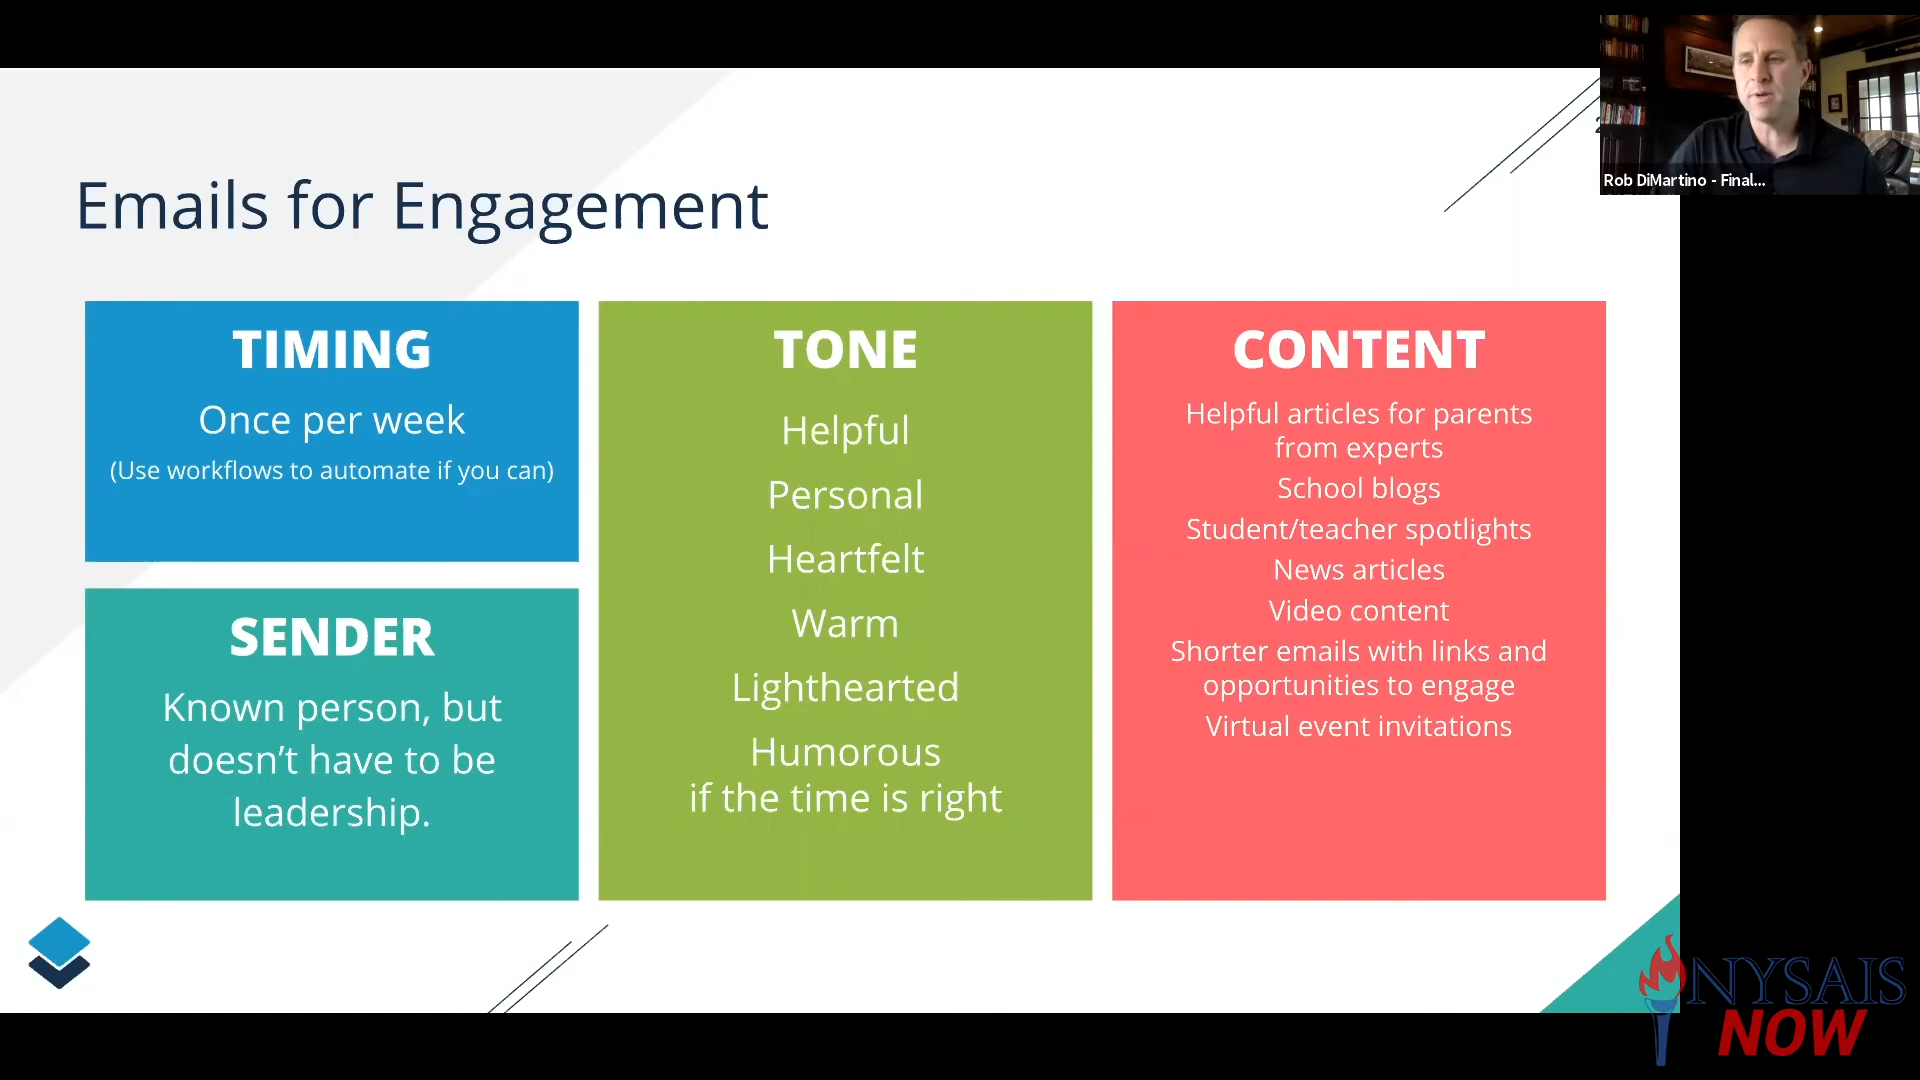 Emails for Engagement
TIMING
Once per week
(Use workflows to automate if you can)
SENDER
Known person, but
doesn’t have to be
leadership.
TONE
Helpful
Personal
Heartfelt
Warm
Lighthearted
Humorous
if the time is right
CONTENT
Helpful articles for parents
from experts
School blogs
Student/teacher spotlights
News articles
Video content
Shorter emails with links and
opportunities to engage
Virtual event invitations
Rob DiMartino - Final...
NYSAIS
NOW